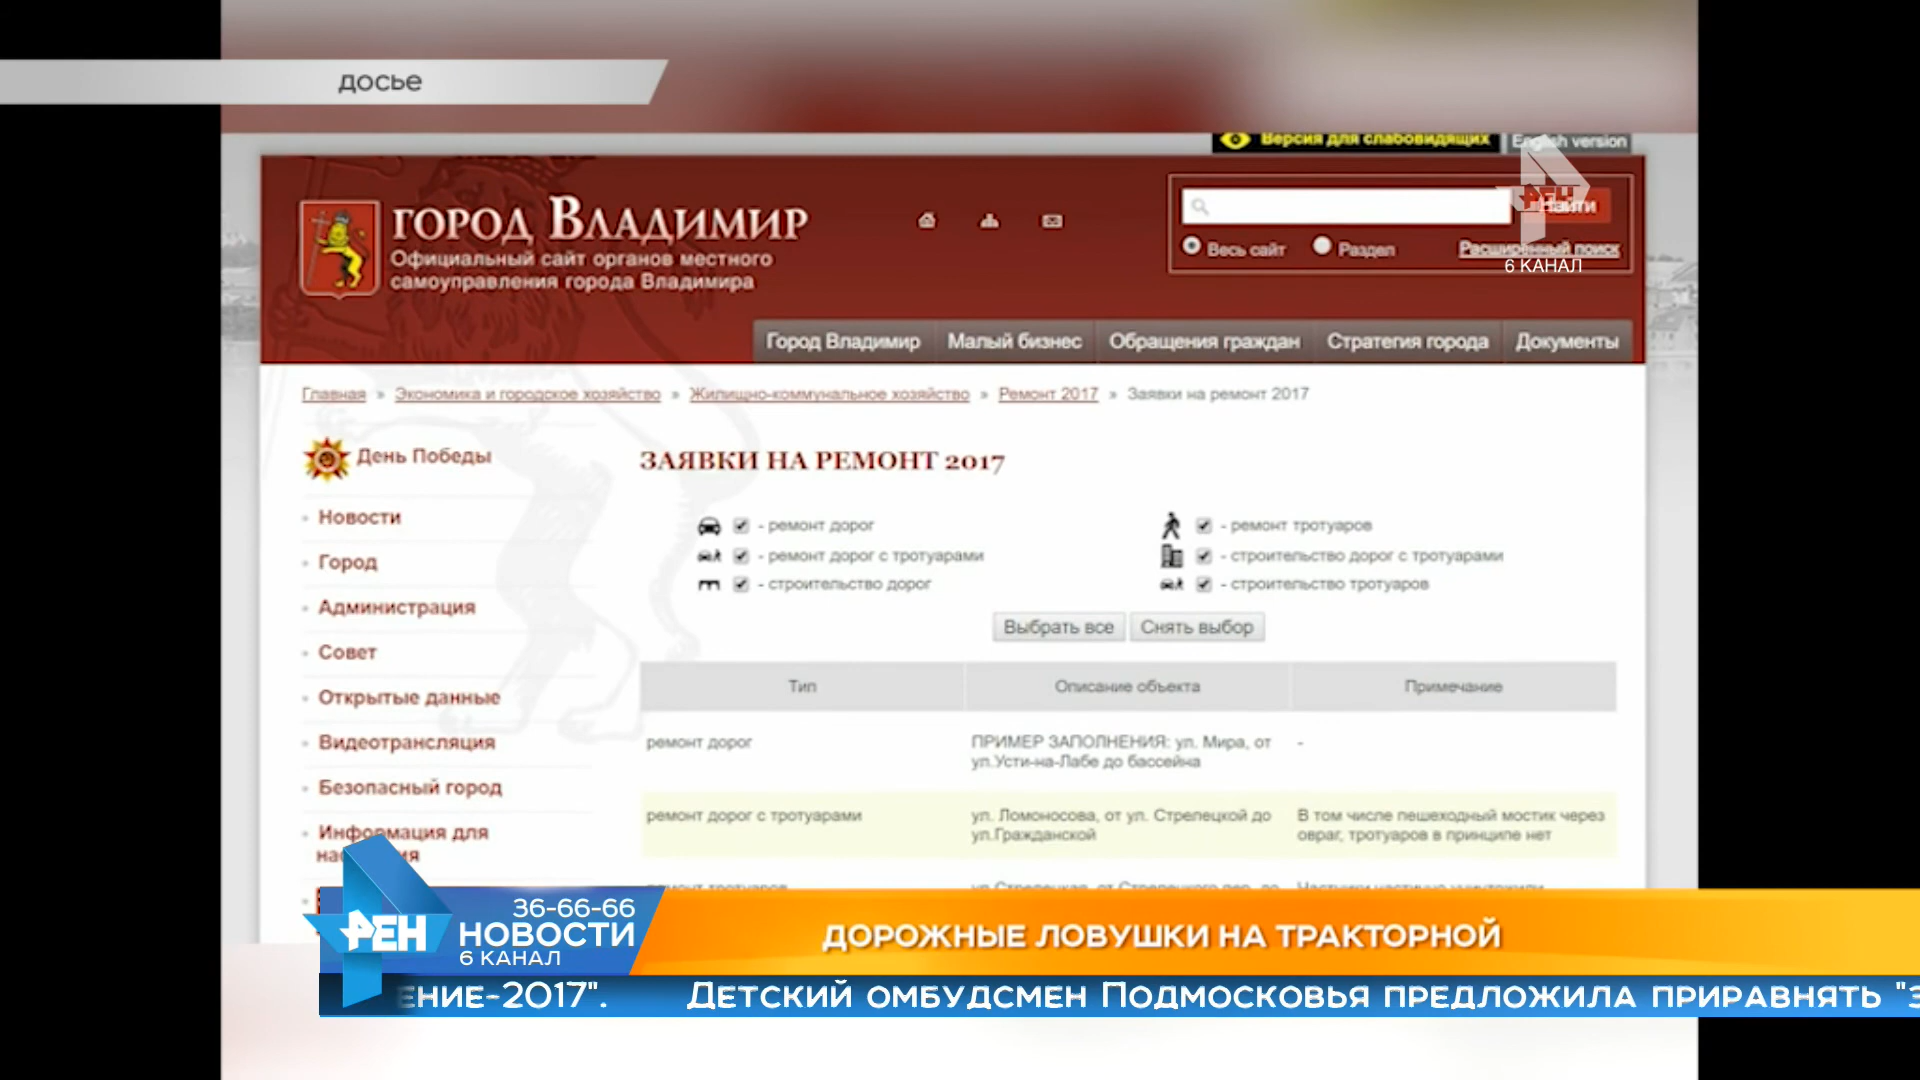 досье
Версия для слабовидящих
English version
ГОРОД ВЛАДИМИР
Официальный сайт органов местного
самоуправления города Владимира
Найти
Весь сайт
Раздел
Расширенный поиск
РЕН
6 КАНАЛ
Город Владимир
Малый бизнес
Обращения граждан
Стратегия города
Документы
Главная » Экономика и городское хозяйство » Жилищно-коммунальное хозяйство » Ремонт 2017 » Заявки на ремонт 2017
День Победы
Новости
Город
Администрация
Совет
Открытые данные
Видеотрансляция
Безопасный город
Информация для
ЗАЯВКИ НА РЕМОНТ 2017
- ремонт дорог
- ремонт тротуаров
- ремонт дорог с тротуарами
- строительство дорог с тротуарами
- строительство дорог
- строительство тротуаров
Выбрать все
Снять выбор
Тип
Описание объекта
Примечание
ремонт дорог
ПРИМЕР ЗАПОЛНЕНИЯ: ул. Мира, от
ул.Усти-на-Лабе до бассейна
-
ремонт дорог с тротуарами
ул. Ломоносова, от ул. Стрелецкой до
ул.Гражданской
В том числе пешеходный мостик через
овраг, тротуаров в принципе нет
РЕН
36-66-66
НОВОСТИ
6 КАНАЛ
ДОРОЖНЫЕ ЛОВУШКИ НА ТРАКТОРНОЙ
ЕНИЕ-2017". ДЕТСКИЙ ОМБУДСМЕН ПОДМОСКОВЬЯ ПРЕДЛОЖИЛА ПРИРАВНЯТЬ "З